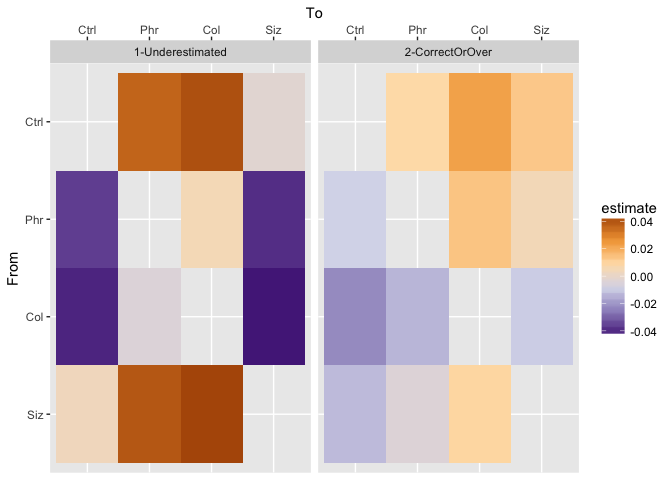 To
Ctrl Phr Col Siz Ctrl Phr Col Siz
1-Underestimated 2-CorrectOrOver
From
Ctrl
Phr
Col
Siz
estimate
0.04
0.02
0.00
-0.02
-0.04